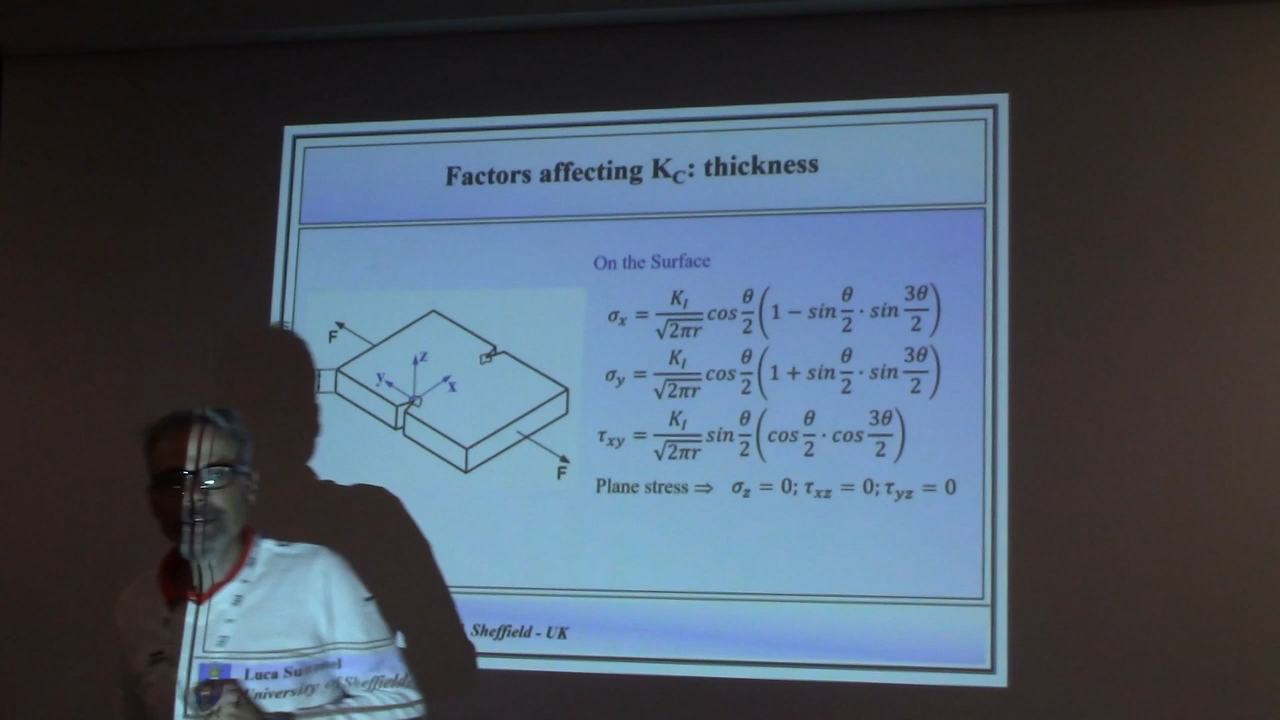 Factors affecting K_C: thickness
On the Surface
σ_x = K_I / √(2πr) cos θ/2 (1 − sin θ/2 · sin 3θ/2)
σ_y = K_I / √(2πr) cos θ/2 (1 + sin θ/2 · sin 3θ/2)
τ_xy = K_I / √(2πr) sin θ/2 (cos θ/2 · cos 3θ/2)
Plane stress ⇒ σ_z = 0; τ_xz = 0; τ_yz = 0
F
z
y
x
F
Luca
University of Sheffield,
Sheffield - UK